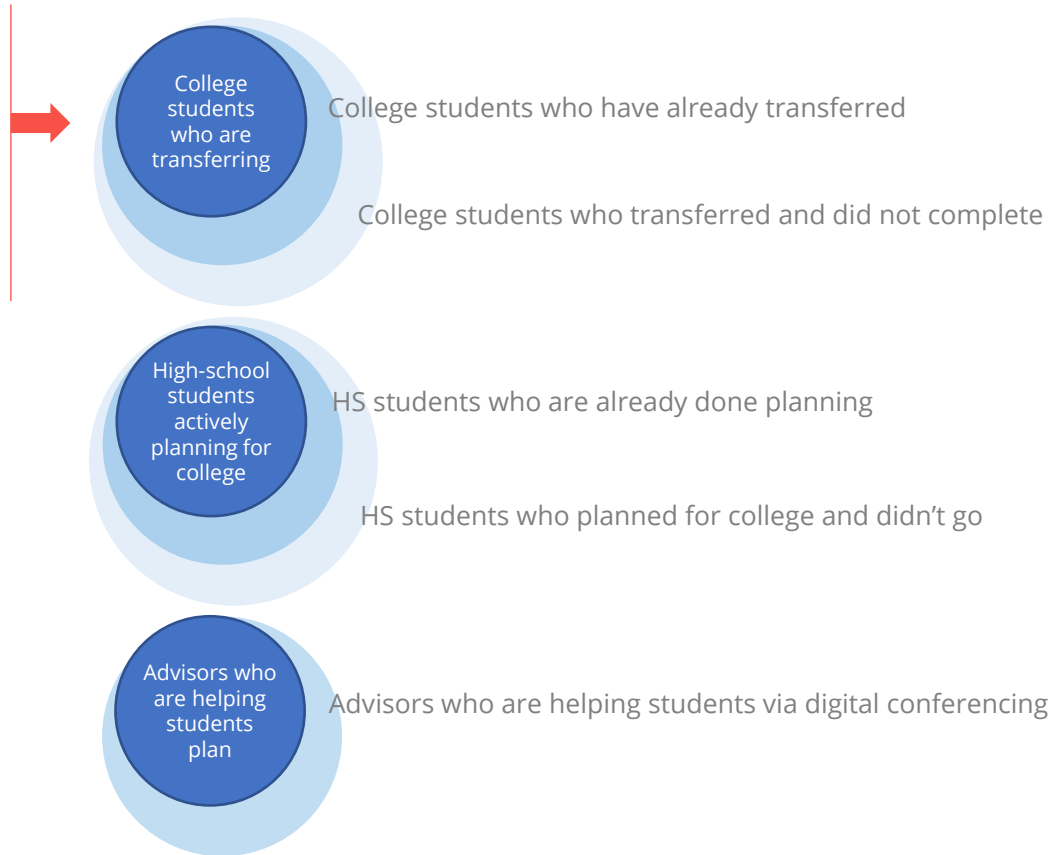 College
students
who are
transferring
College students who have already transferred
College students who transferred and did not complete
High-school
students
actively
planning for
college
HS students who are already done planning
HS students who planned for college and didn’t go
Advisors who
are helping
students
plan
Advisors who are helping students via digital conferencing